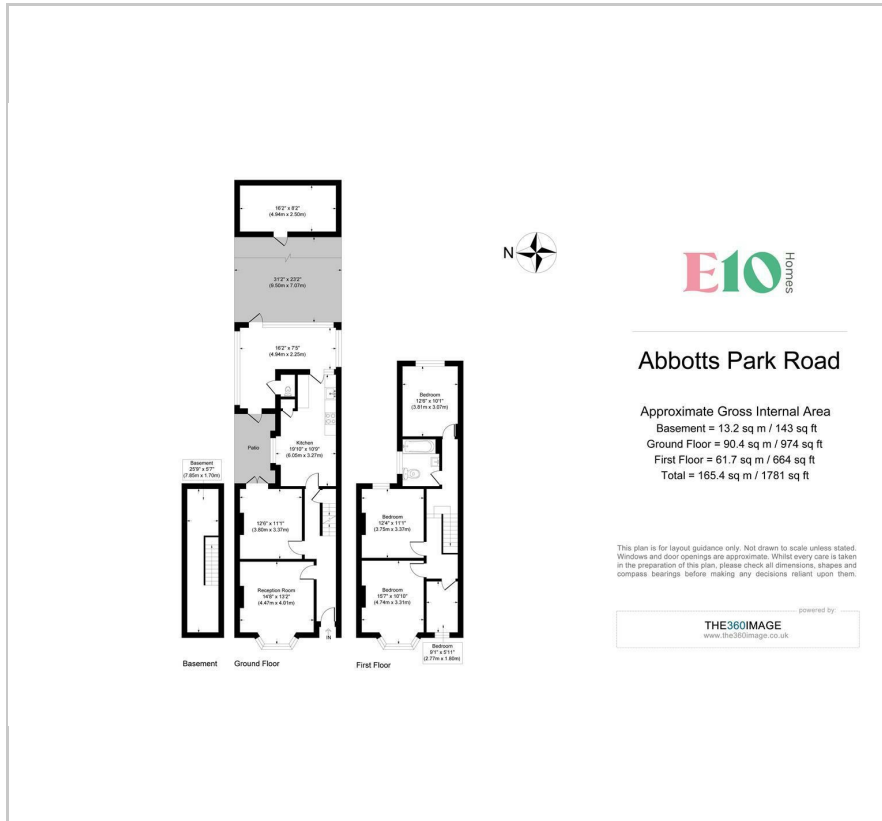 16'2" x 8'2"
(4.94m x 2.50m)
31'2" x 23'2"
(9.50m x 7.07m)
16'2" x 7'5"
(4.94m x 2.25m)
Patio
Kitchen
19'10" x 10'9"
(6.05m x 3.27m)
Basement
25'9" x 5'7"
(7.85m x 1.70m)
12'6" x 11'1"
(3.80m x 3.37m)
Reception Room
14'8" x 13'2"
(4.47m x 4.01m)
IN
Basement
Ground Floor
Bedroom
12'6" x 10'1"
(3.81m x 3.07m)
Bedroom
12'4" x 11'1"
(3.75m x 3.37m)
Bedroom
15'7" x 10'10"
(4.74m x 3.31m)
Bedroom
9'1" x 5'11"
(2.77m x 1.80m)
First Floor
N
E10 Homes
Abbotts Park Road
Approximate Gross Internal Area
Basement = 13.2 sq m / 143 sq ft
Ground Floor = 90.4 sq m / 974 sq ft
First Floor = 61.7 sq m / 664 sq ft
Total = 165.4 sq m / 1781 sq ft
This plan is for layout guidance only. Not drawn to scale unless stated.
Windows and door openings are approximate. Whilst every care is taken
in the preparation of this plan, please check all dimensions, shapes and
compass bearings before making any decisions reliant upon them.
powered by:
THE360IMAGE
www.the360image.co.uk